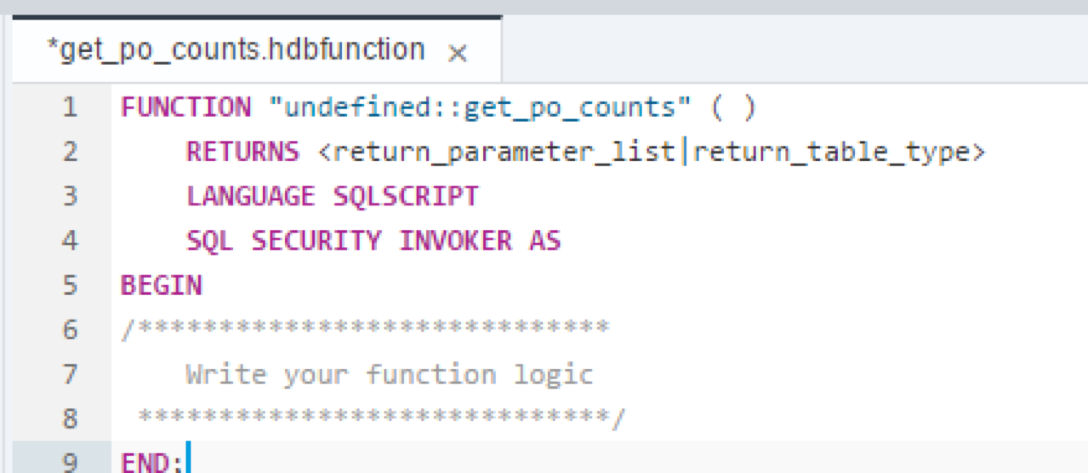 *get_po_counts.hdbfunction ×
1 FUNCTION "undefined::get_po_counts" ( )
2     RETURNS <return_parameter_list|return_table_type>
3     LANGUAGE SQLSCRIPT
4     SQL SECURITY INVOKER AS
5 BEGIN
6 /*****************************
7     Write your function logic
8  *****************************/
9 END;